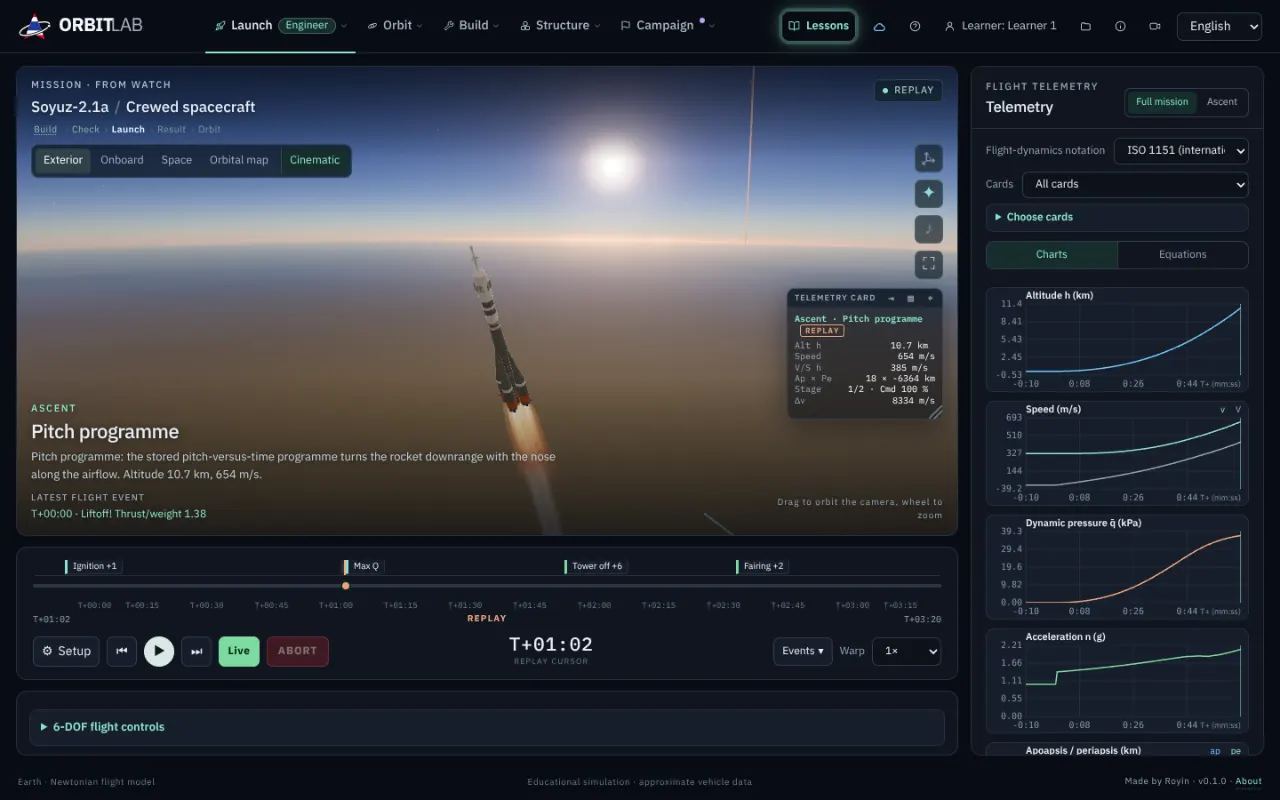 ORBITLAB
Launch Engineer
Orbit
Build
Structure
Campaign
Lessons
Learner: Learner 1
English
MISSION · FROM WATCH
Soyuz-2.1a / Crewed spacecraft
Build · Check · Launch · Result · Orbit
Exterior Onboard Space Orbital map Cinematic
REPLAY
TELEMETRY CARD
Ascent · Pitch programme
REPLAY
Alt h 10.7 km
Speed 654 m/s
V/S ḣ 385 m/s
Ap × Pe 18 × -6364 km
Stage 1/2 · Cmd 100 %
Δv 8334 m/s
ASCENT
Pitch programme
Pitch programme: the stored pitch-versus-time programme turns the rocket downrange with the nose
along the airflow. Altitude 10.7 km, 654 m/s.
LATEST FLIGHT EVENT
T+00:00 · Liftoff! Thrust/weight 1.38
Drag to orbit the camera, wheel to
zoom
Ignition +1 Max Q Tower off +6 Fairing +2
T+00:00 T+00:15 T+00:30 T+00:45 T+01:00 T+01:15 T+01:30 T+01:45 T+02:00 T+02:15 T+02:30 T+02:45 T+03:00 T+03:15
T+01:02 REPLAY T+03:20
Setup
Live
ABORT
T+01:02
REPLAY CURSOR
Events ▾
Warp 1×
6-DOF flight controls
FLIGHT TELEMETRY
Telemetry
Full mission Ascent
Flight-dynamics notation ISO 1151 (internati
Cards All cards
Choose cards
Charts Equations
Altitude h (km)
11.4
8.41
5.43
2.45
-0.53
-0:10 0:08 0:26 0:44 T+ (mm:ss)
Speed (m/s) v V
693
510
327
144
-39.2
-0:10 0:08 0:26 0:44 T+ (mm:ss)
Dynamic pressure q̄ (kPa)
39.3
29.4
19.6
9.82
0.00
-0:10 0:08 0:26 0:44 T+ (mm:ss)
Acceleration n (g)
2.21
1.66
1.11
0.55
0.00
-0:10 0:08 0:26 0:44 T+ (mm:ss)
Apoapsis / periapsis (km) ap pe
Earth · Newtonian flight model
Educational simulation · approximate vehicle data
Made by Royin · v0.1.0 · About